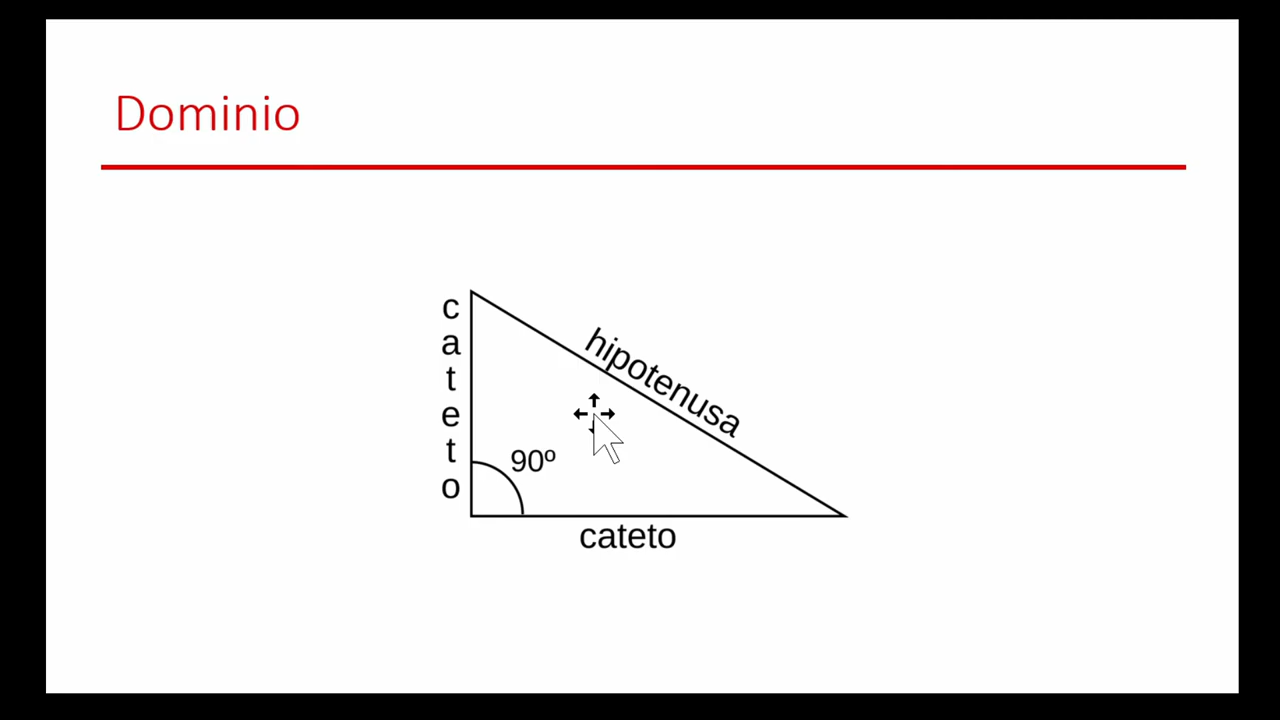 Dominio
cateto
hipotenusa
90º
cateto